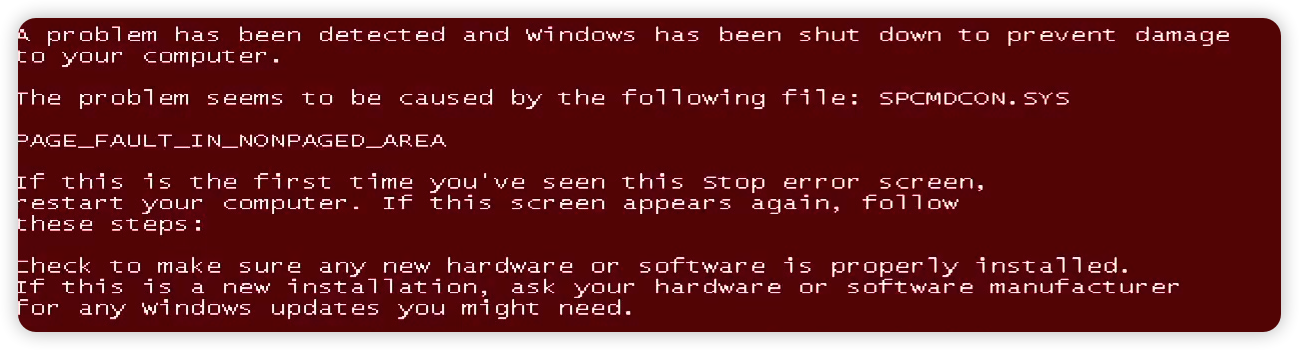 A problem has been detected and Windows has been shut down to prevent damage
to your computer.
The problem seems to be caused by the following file: SPCMDCON.SYS
PAGE_FAULT_IN_NONPAGED_AREA
If this is the first time you've seen this Stop error screen,
restart your computer. If this screen appears again, follow
these steps:
Check to make sure any new hardware or software is properly installed.
If this is a new installation, ask your hardware or software manufacturer
for any Windows updates you might need.